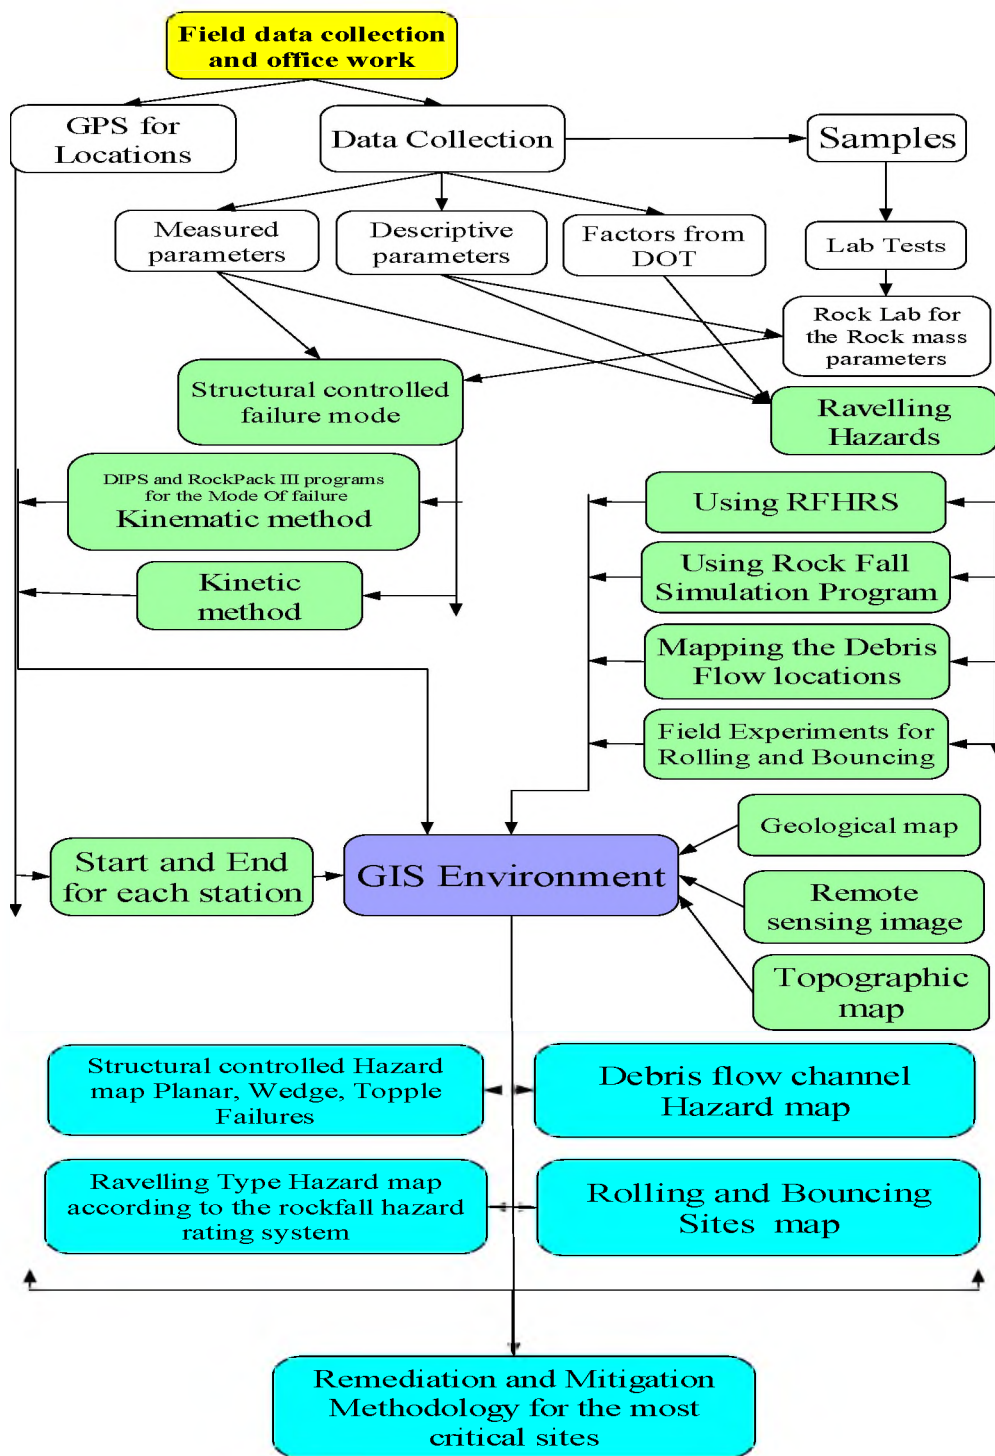 Field data collection
and office work
GPS for
Locations
Data Collection
Samples
Measured
parameters
Descriptive
parameters
Factors from
DOT
Lab Tests
Rock Lab for
the Rock mass
parameters
Structural controlled
failure mode
Ravelling
Hazards
DIPS and RockPack III programs
for the Mode Of failure
Kinematic method
Using RFHRS
Kinetic
method
Using Rock Fall
Simulation Program
Mapping the Debris
Flow locations
Field Experiments for
Rolling and Bouncing
Geological map
Start and End
for each station
GIS Environment
Remote
sensing image
Topographic
map
Structural controlled Hazard
map Planar, Wedge, Topple
Failures
Debris flow channel
Hazard map
Ravelling Type Hazard map
according to the rockfall hazard
rating system
Rolling and Bouncing
Sites map
Remediation and Mitigation
Methodology for the most
critical sites